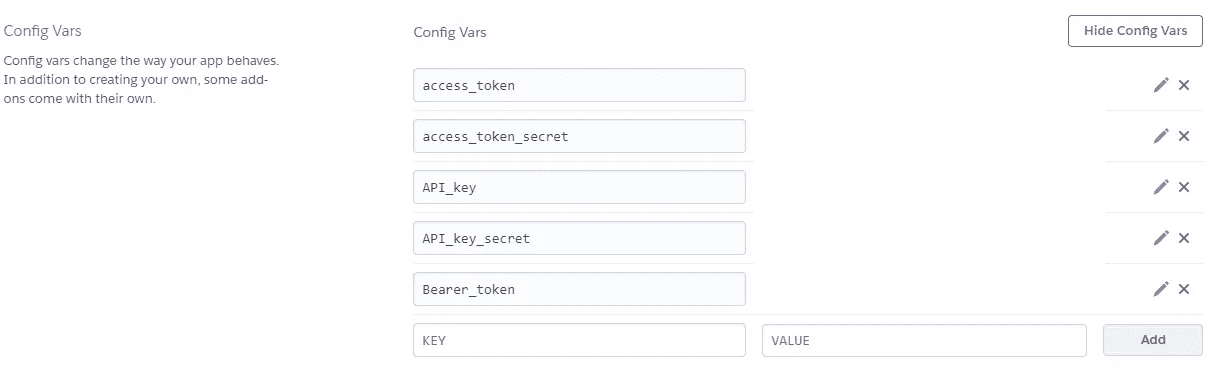 Config Vars
Config vars change the way your app behaves.
In addition to creating your own, some add-
ons come with their own.
Config Vars
Hide Config Vars
access_token
access_token_secret
API_key
API_key_secret
Bearer_token
KEY
VALUE
Add